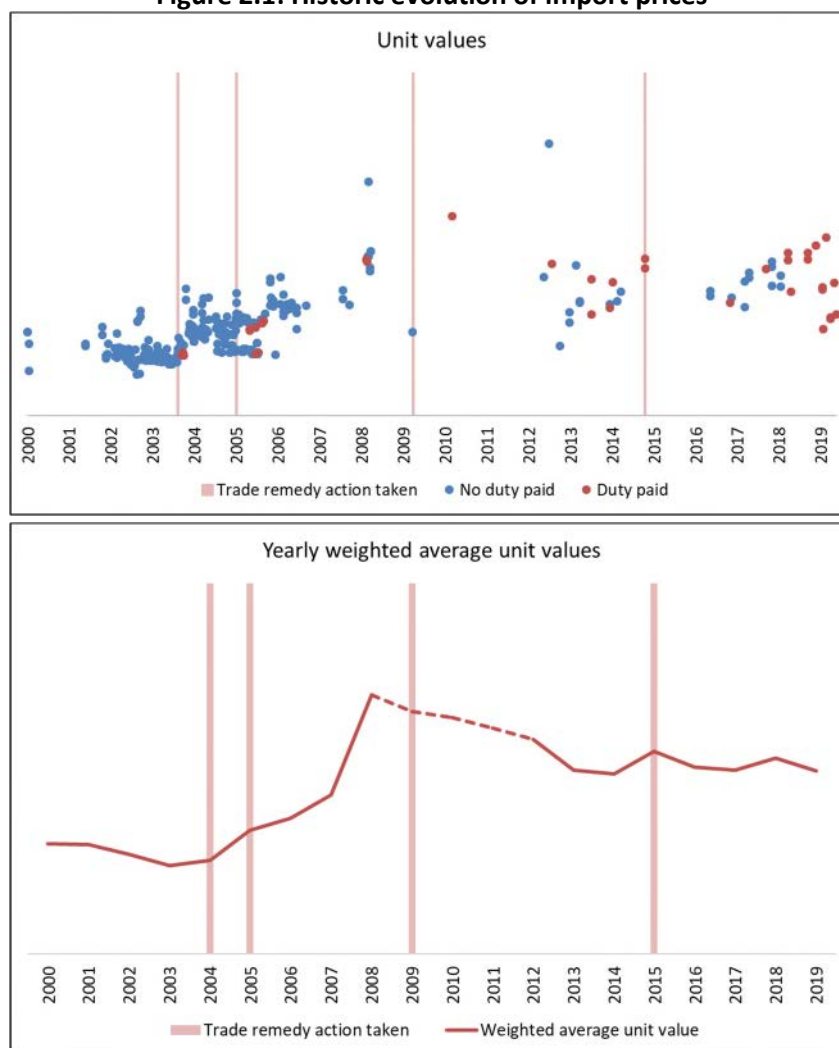 Figure 2.1: Historic evolution of import prices
Unit values
2000 2001 2002 2003 2004 2005 2006 2007 2008 2009 2010 2011 2012 2013 2014 2015 2016 2017 2018 2019
Trade remedy action taken No duty paid Duty paid
Yearly weighted average unit values
2000 2001 2002 2003 2004 2005 2006 2007 2008 2009 2010 2011 2012 2013 2014 2015 2016 2017 2018 2019
Trade remedy action taken Weighted average unit value